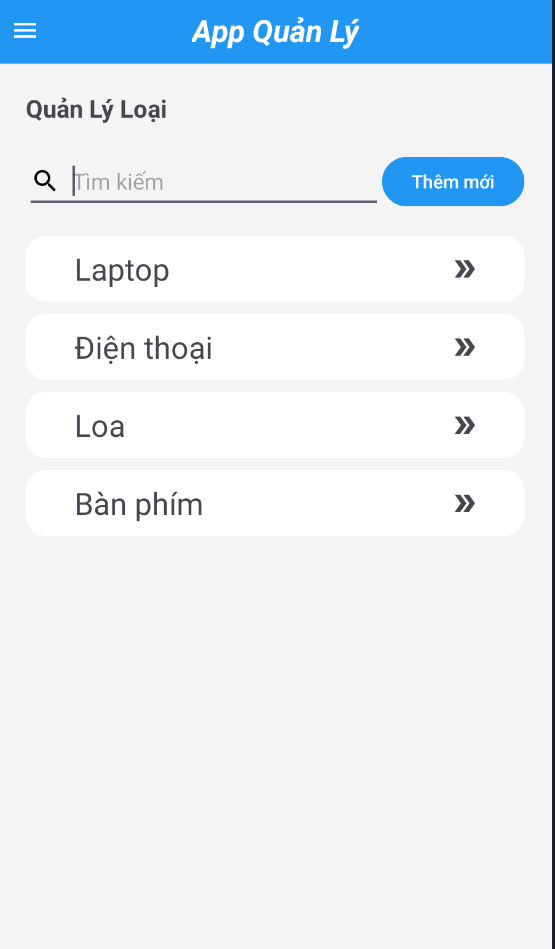 App Quản Lý
Quản Lý Loại
Tìm kiếm
Thêm mới
Laptop
Điện thoại
Loa
Bàn phím